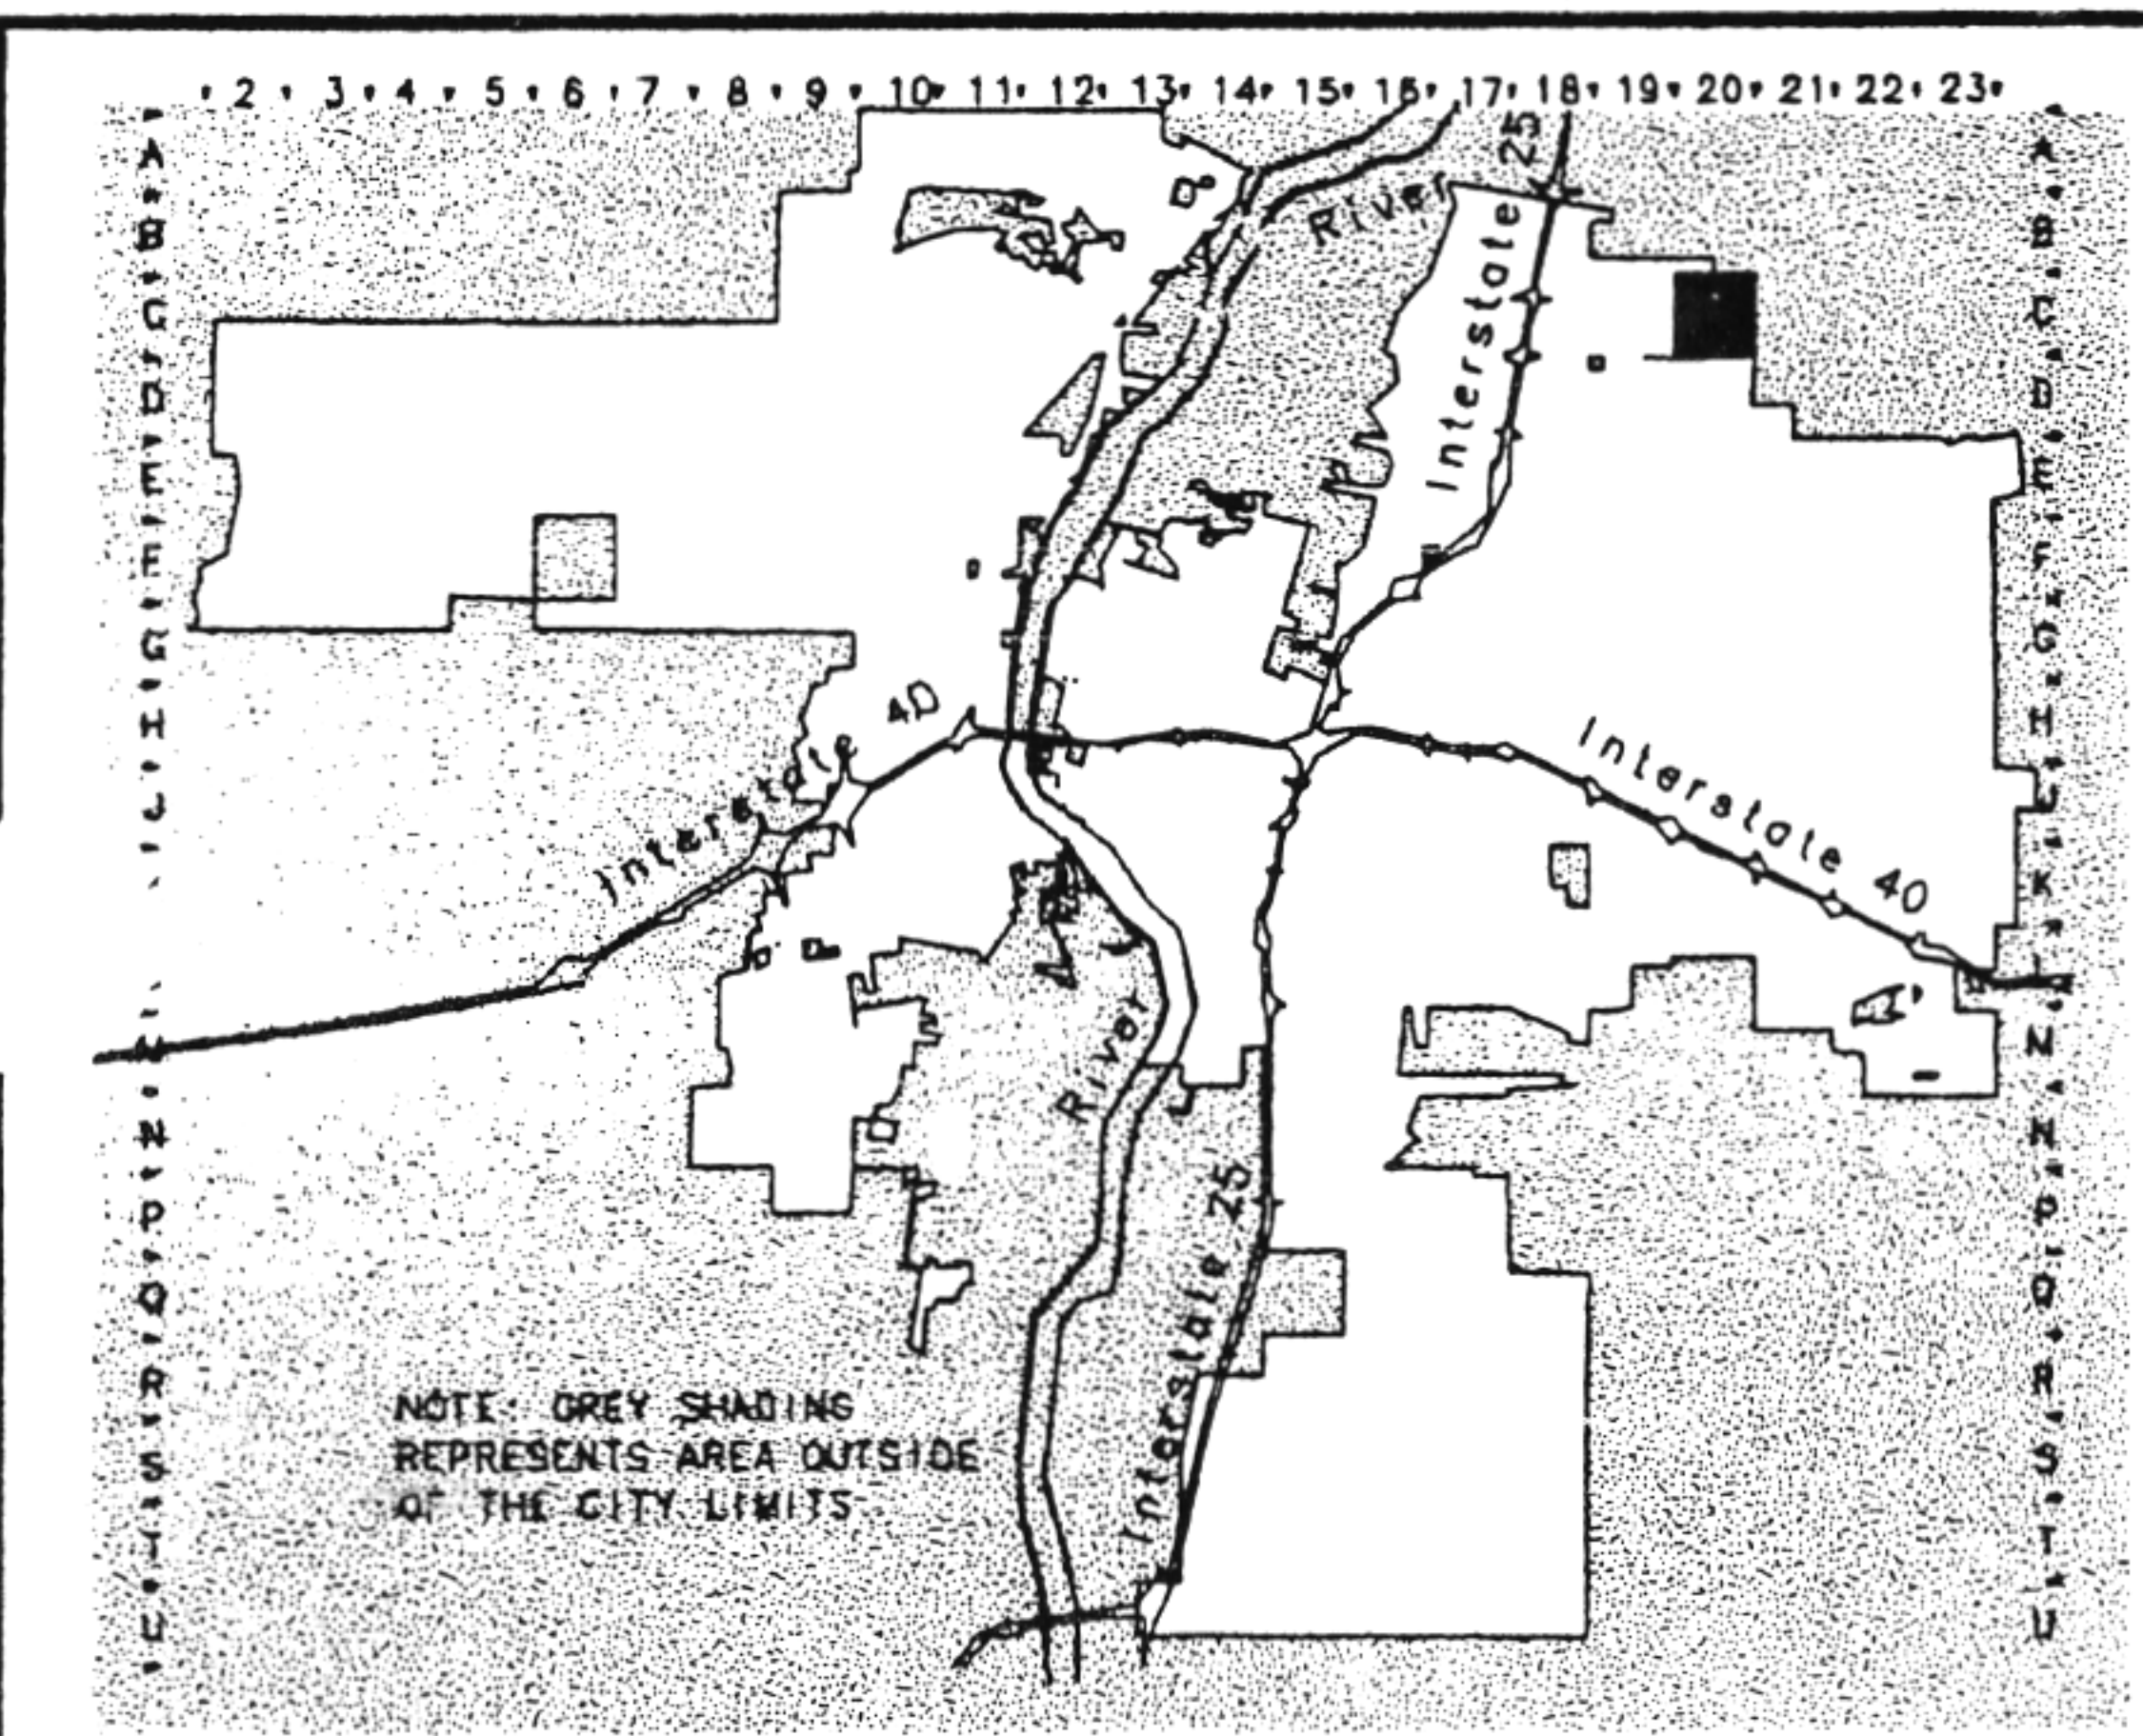 2 3 4 5 6 7 8 9 10 11 12 13 14 15 16 17 18 19 20 21 22 23
A
B
C
D
E
F
G
H
J
M
N
P
Q
R
S
T
U
River
Interstate 25
Interstate 40
Interstate 40
River
Interstate 25
NOTE: GREY SHADING
REPRESENTS AREA OUTSIDE
OF THE CITY LIMITS
A
B
C
D
E
F
G
H
J
K
L
M
N
P
Q
R
S
T
U